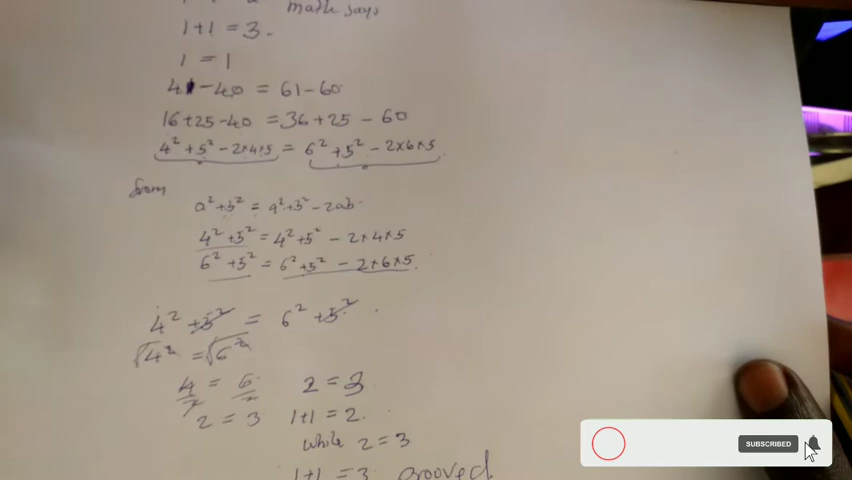 math says
1+1 = 3.
1 = 1
41 - 40 = 61 - 60
16+25-40 = 36+25 - 60
4² + 5² - 2×4×5 = 6² + 5² - 2×6×5
from
a² + b² = a² + b² - 2ab
4² + 5² = 4² + 5² - 2×4×5
6² + 5² = 6² + 5² - 2×6×5.
4² + 5² = 6² + 5²
√4² = √6²
4 = 6 2 = 3
2 = 3 1+1 = 2.
while 2 = 3
1+1 = 3 prooved
SUBSCRIBED